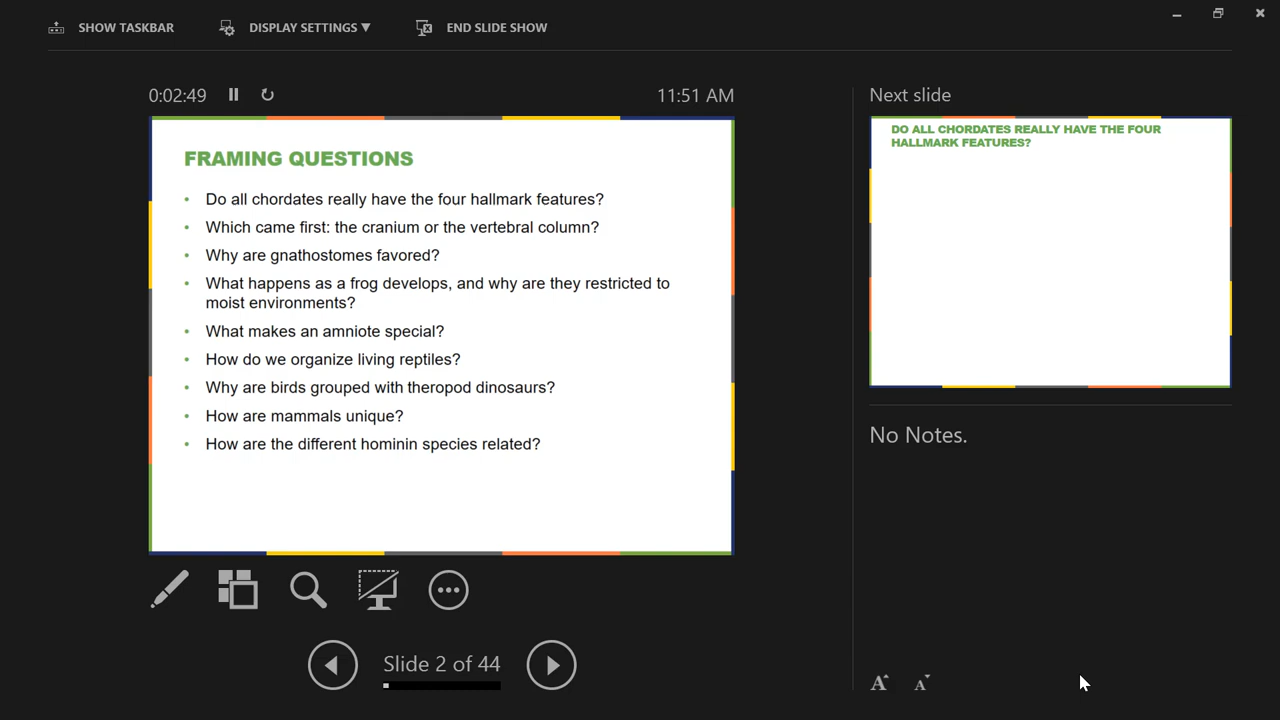 SHOW TASKBAR
DISPLAY SETTINGS ▼
END SLIDE SHOW
0:02:49
11:51 AM
FRAMING QUESTIONS
• Do all chordates really have the four hallmark features?
• Which came first: the cranium or the vertebral column?
• Why are gnathostomes favored?
• What happens as a frog develops, and why are they restricted to
moist environments?
• What makes an amniote special?
• How do we organize living reptiles?
• Why are birds grouped with theropod dinosaurs?
• How are mammals unique?
• How are the different hominin species related?
Slide 2 of 44
Next slide
DO ALL CHORDATES REALLY HAVE THE FOUR
HALLMARK FEATURES?
No Notes.
A A